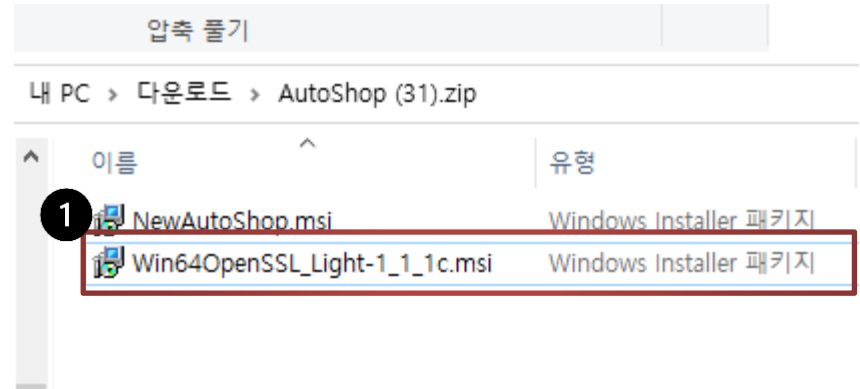 압축 풀기
내 PC > 다운로드 > AutoShop (31).zip
이름 유형
1 NewAutoShop.msi Windows Installer 패키지
Win64OpenSSL_Light-1_1_1c.msi Windows Installer 패키지